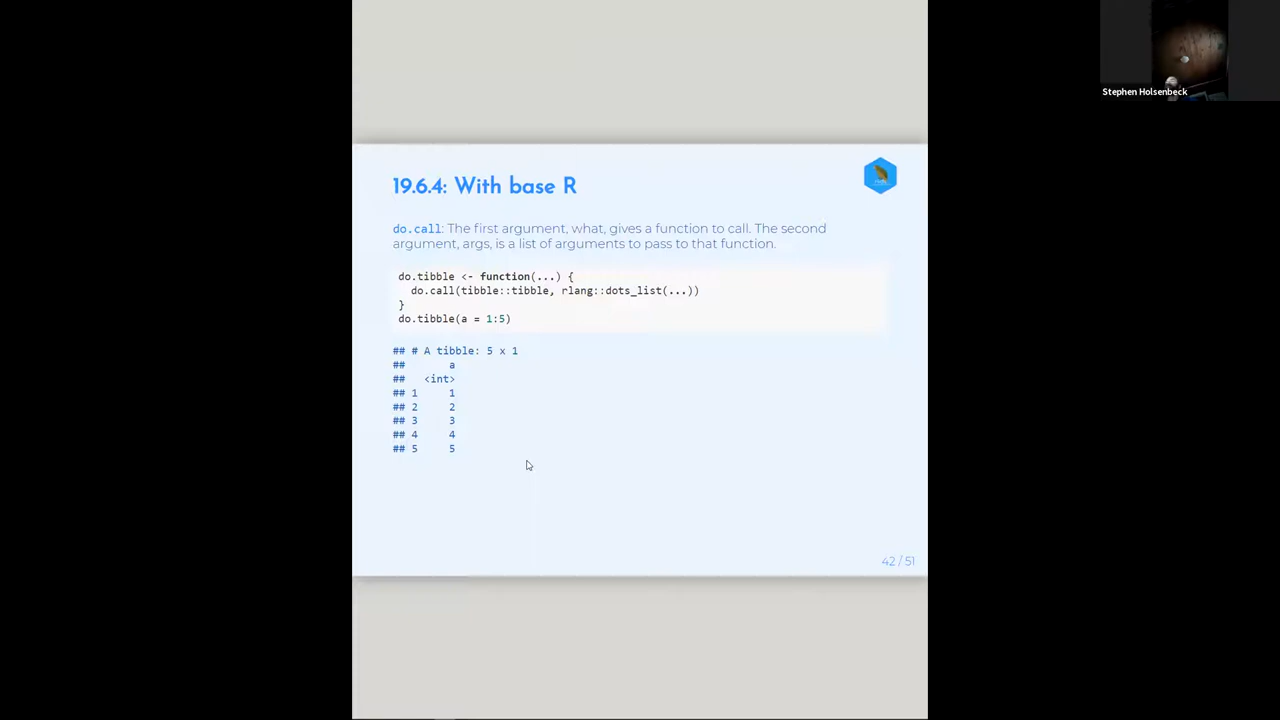 Stephen Holsenbeck
19.6.4: With base R
do.call: The first argument, what, gives a function to call. The second
argument, args, is a list of arguments to pass to that function.
do.tibble <- function(...) {
  do.call(tibble::tibble, rlang::dots_list(...))
}
do.tibble(a = 1:5)
## # A tibble: 5 x 1
##       a
##   <int>
## 1     1
## 2     2
## 3     3
## 4     4
## 5     5
42 / 51